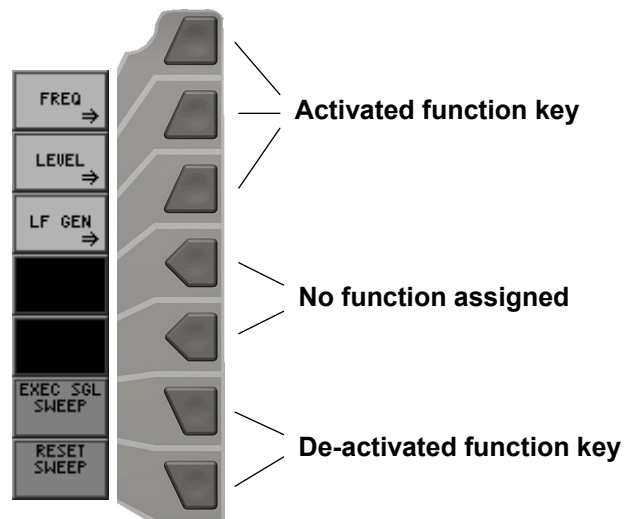 FREQ
⇒
LEVEL
⇒
LF GEN
⇒
EXEC SGL
SWEEP
RESET
SWEEP
Activated function key
No function assigned
De-activated function key